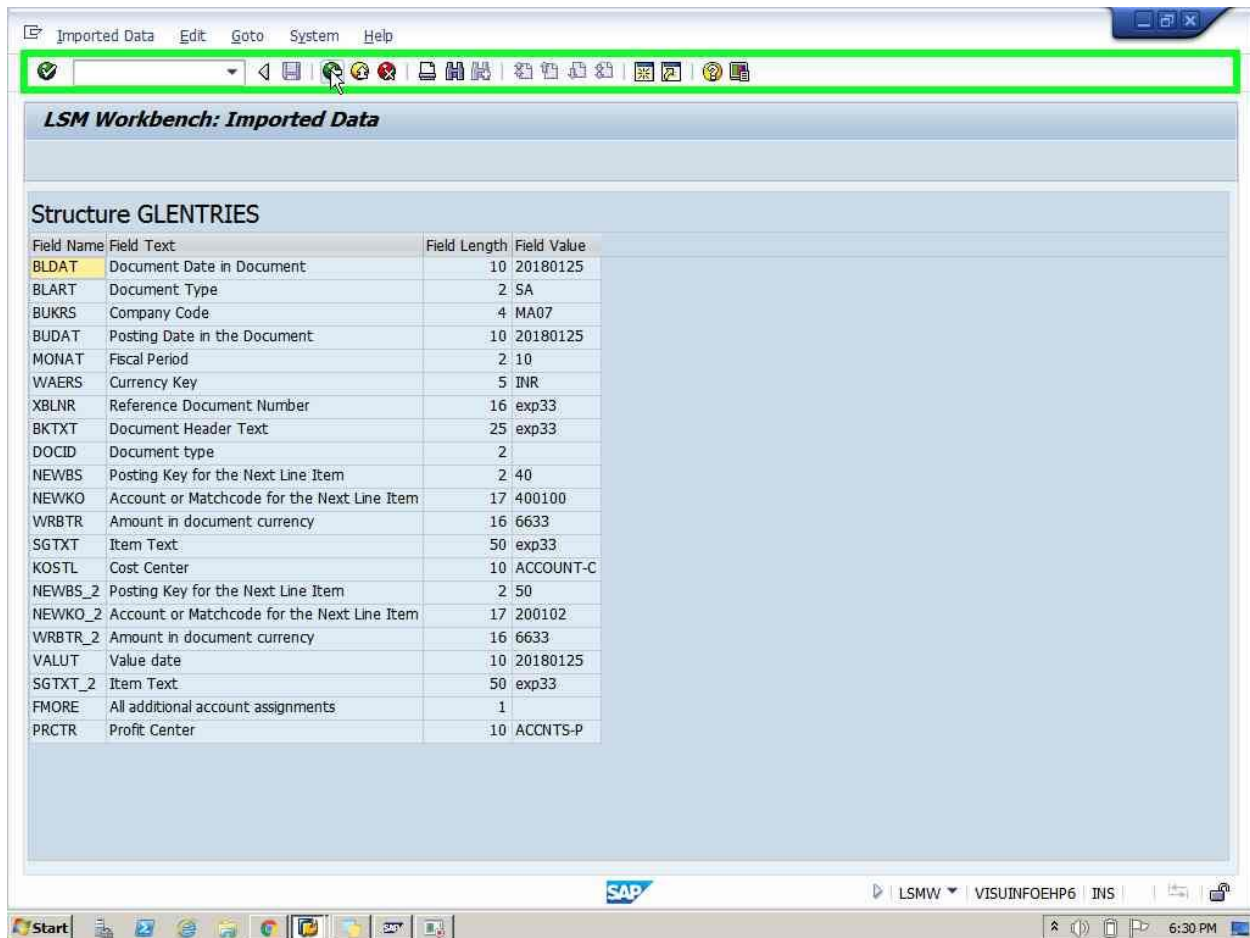 Imported Data Edit Goto System Help
LSM Workbench: Imported Data
Structure GLENTRIES
Field Name Field Text Field Length Field Value
BLDAT Document Date in Document 10 20180125
BLART Document Type 2 SA
BUKRS Company Code 4 MA07
BUDAT Posting Date in the Document 10 20180125
MONAT Fiscal Period 2 10
WAERS Currency Key 5 INR
XBLNR Reference Document Number 16 exp33
BKTXT Document Header Text 25 exp33
DOCID Document type 2
NEWBS Posting Key for the Next Line Item 2 40
NEWKO Account or Matchcode for the Next Line Item 17 400100
WRBTR Amount in document currency 16 6633
SGTXT Item Text 50 exp33
KOSTL Cost Center 10 ACCOUNT-C
NEWBS_2 Posting Key for the Next Line Item 2 50
NEWKO_2 Account or Matchcode for the Next Line Item 17 200102
WRBTR_2 Amount in document currency 16 6633
VALUT Value date 10 20180125
SGTXT_2 Item Text 50 exp33
FMORE All additional account assignments 1
PRCTR Profit Center 10 ACCNTS-P
SAP LSMW VISUINFOEHP6 INS
Start 6:30 PM